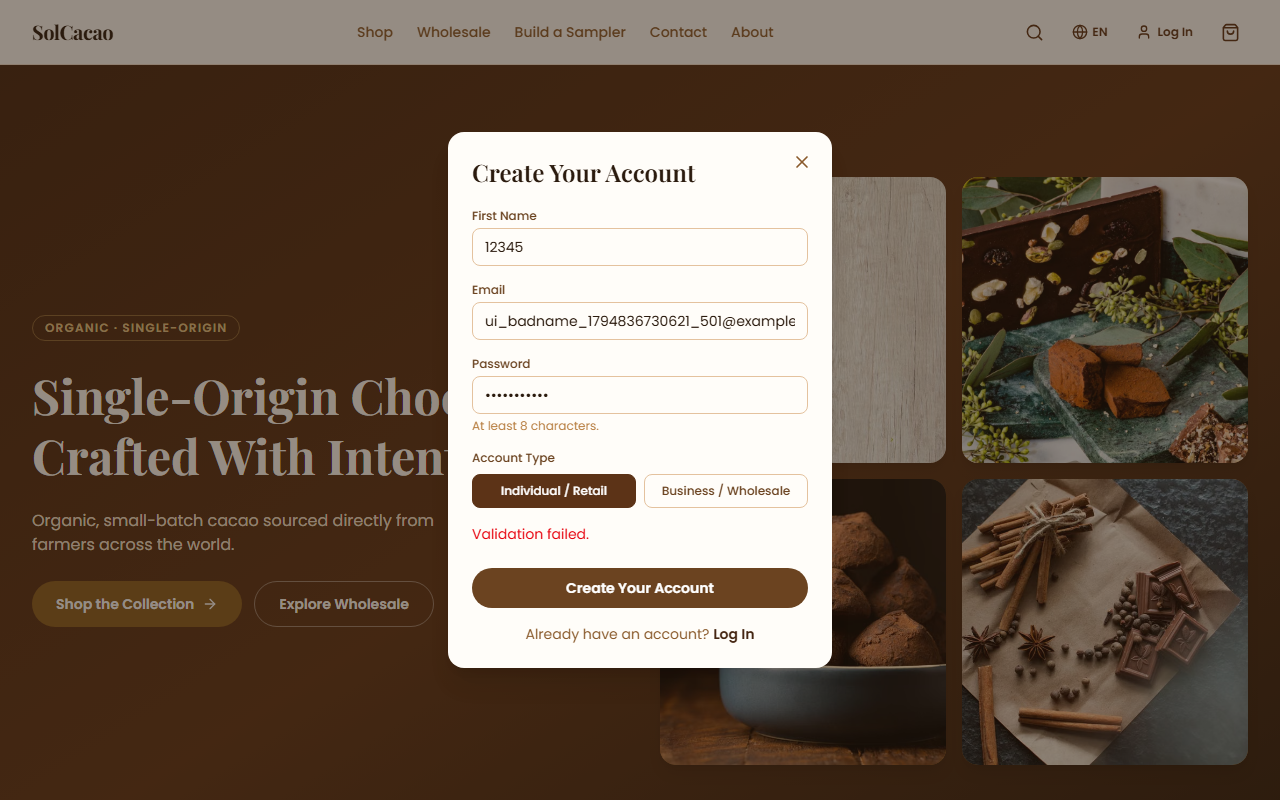 SolCacao
Shop Wholesale Build a Sampler Contact About
EN Log In
ORGANIC · SINGLE-ORIGIN
Single-Origin
Crafted With
Organic, small-batch cacao sourced directly from
farmers across the world.
Shop the Collection → Explore Wholesale
Create Your Account
First Name
12345
Email
ui_badname_1794836730621_501@example
Password
•••••••••••
At least 8 characters.
Account Type
Individual / Retail Business / Wholesale
Validation failed.
Create Your Account
Already have an account? Log In